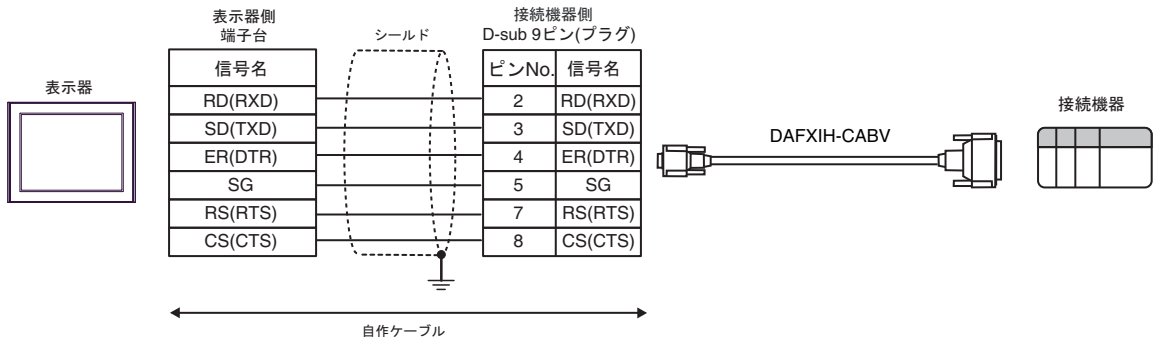 表示器側
端子台
シールド
接続機器側
D-sub 9ピン(プラグ)
信号名
ピンNo. 信号名
表示器
RD(RXD) 2 RD(RXD)
SD(TXD) 3 SD(TXD)
ER(DTR) 4 ER(DTR)
SG 5 SG
RS(RTS) 7 RS(RTS)
CS(CTS) 8 CS(CTS)
DAFXIH-CABV
接続機器
自作ケーブル